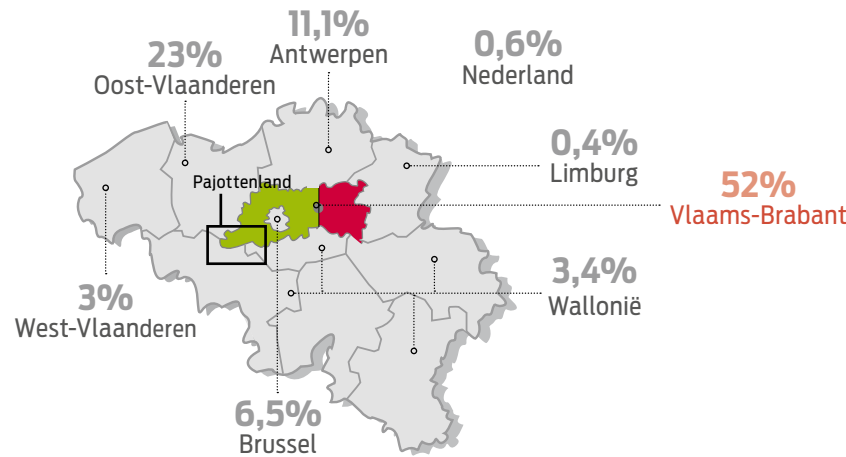 11,1%
Antwerpen
0,6%
Nederland
23%
Oost-Vlaanderen
0,4%
Limburg
Pajottenland
52%
Vlaams-Brabant
3%
West-Vlaanderen
3,4%
Wallonië
6,5%
Brussel